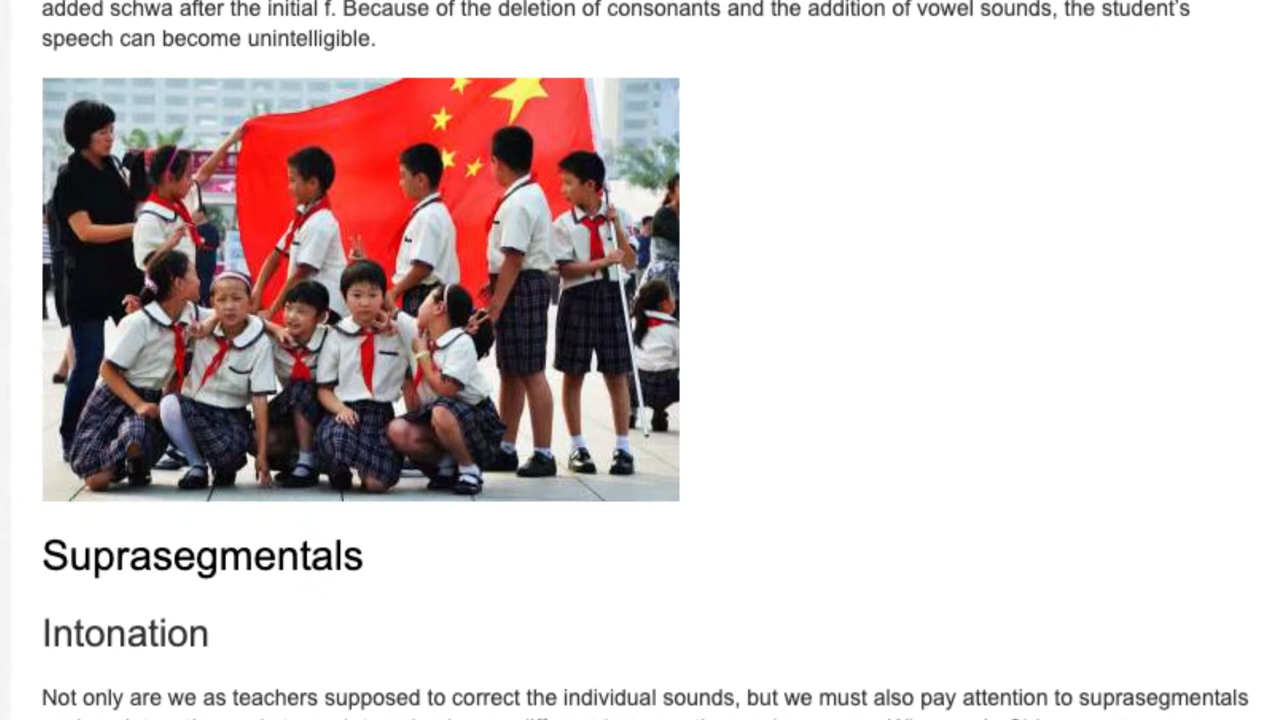 added schwa after the initial f. Because of the deletion of consonants and the addition of vowel sounds, the student's
speech can become unintelligible.
Suprasegmentals
Intonation
Not only are we as teachers supposed to correct the individual sounds, but we must also pay attention to suprasegmentals